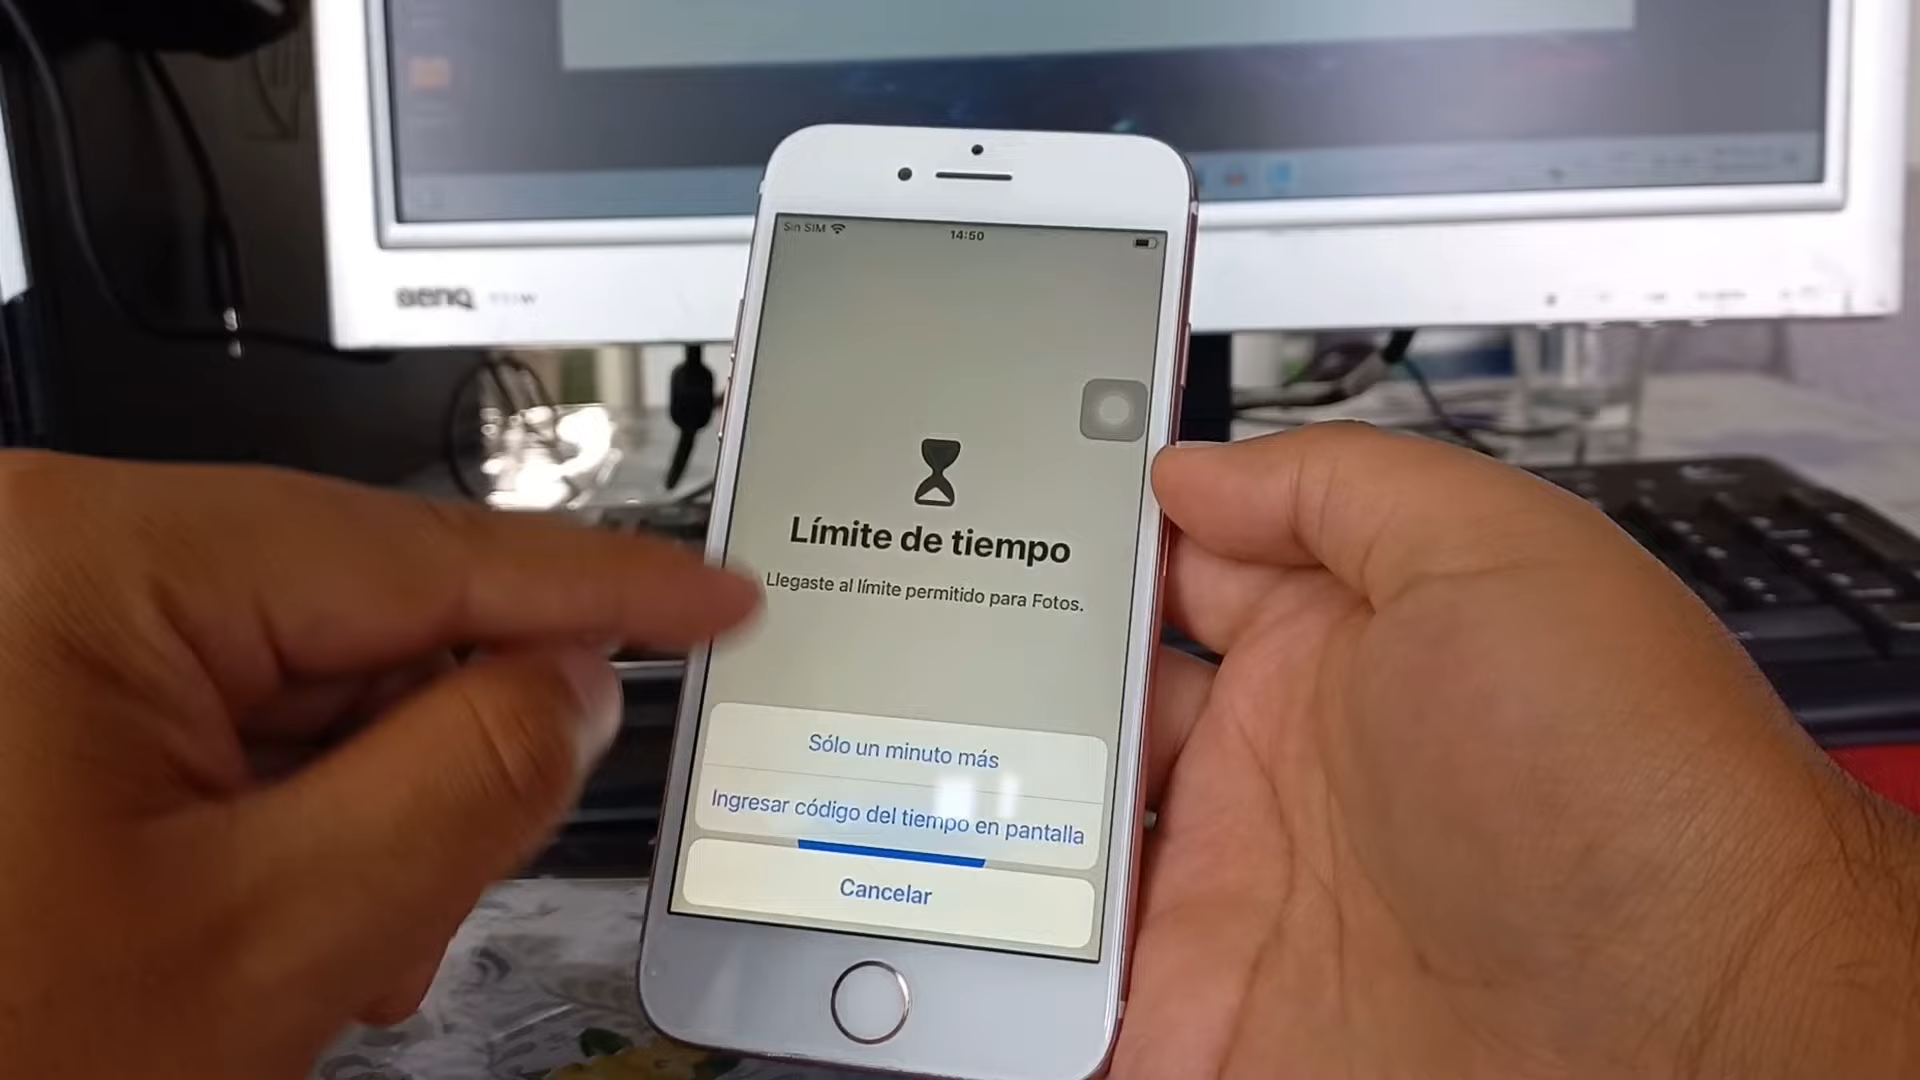 BenQ
Sin SIM
14:50
Límite de tiempo
Llegaste al límite permitido para Fotos.
Sólo un minuto más
Ingresar código del tiempo en pantalla
Cancelar